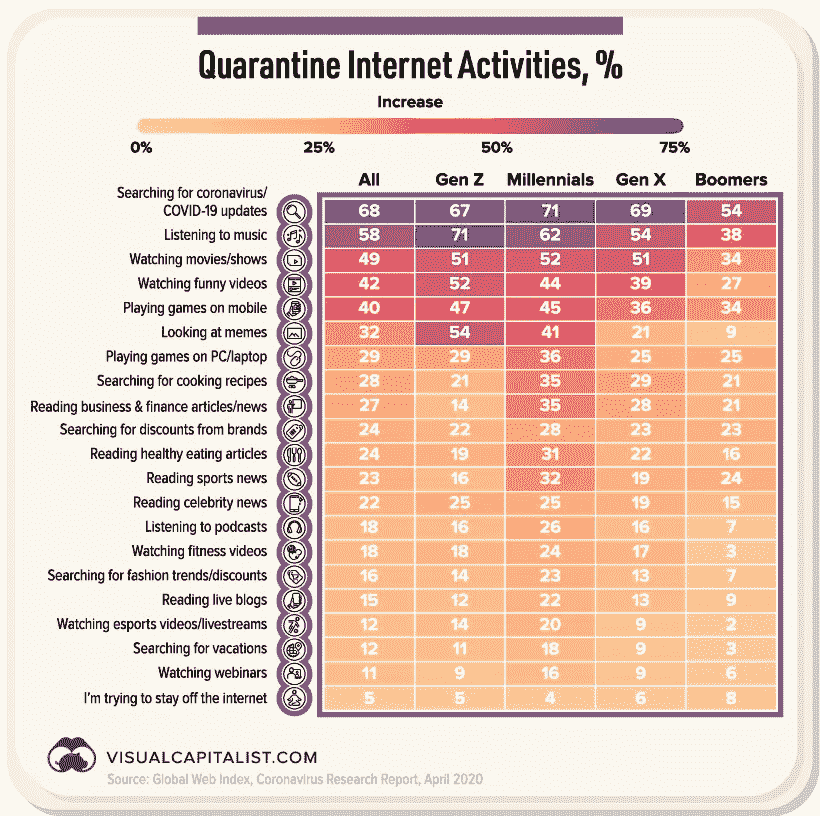 Quarantine Internet Activities, %
Increase
0% 25% 50% 75%
All Gen Z Millennials Gen X Boomers
Searching for coronavirus/
COVID-19 updates 68 67 71 69 54
Listening to music 58 71 62 54 38
Watching movies/shows 49 51 52 51 34
Watching funny videos 42 52 44 39 27
Playing games on mobile 40 47 45 36 34
Looking at memes 32 54 41 21 9
Playing games on PC/laptop 29 29 36 25 25
Searching for cooking recipes 28 21 35 29 21
Reading business & finance articles/news 27 14 35 28 21
Searching for discounts from brands 24 22 28 23 23
Reading healthy eating articles 24 19 31 22 16
Reading sports news 23 16 32 19 24
Reading celebrity news 22 25 25 19 15
Listening to podcasts 18 16 26 16 7
Watching fitness videos 18 18 24 17 3
Searching for fashion trends/discounts 16 14 23 13 7
Reading live blogs 15 12 22 13 9
Watching esports videos/livestreams 12 14 20 9 2
Searching for vacations 12 11 18 9 3
Watching webinars 11 9 16 9 6
I'm trying to stay off the internet 5 5 4 6 8
VISUALCAPITALIST.COM
Source: Global Web Index, Coronavirus Research Report, April 2020